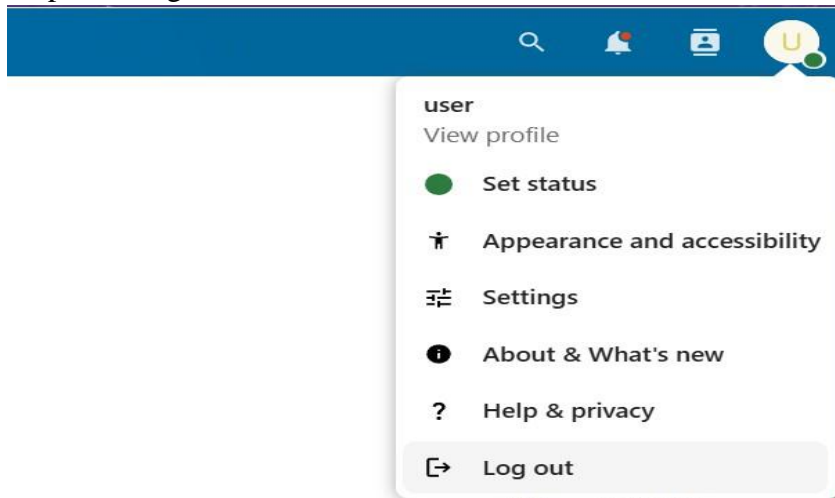 U
user
View profile
Set status
Appearance and accessibility
Settings
About & What's new
? Help & privacy
Log out